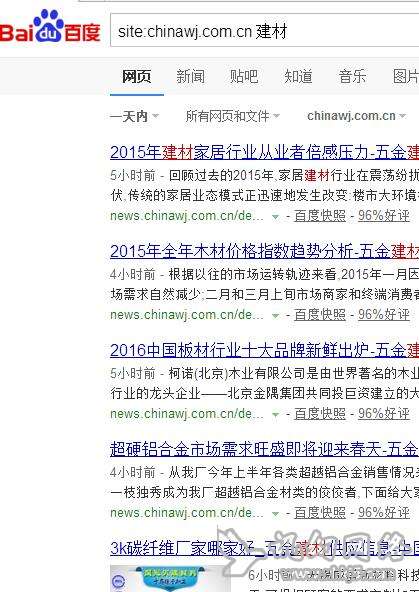 Bai du 百度
site:chinawj.com.cn 建材
网页 新闻 贴吧 知道 音乐 图片
一天内 所有网页和文件 chinawj.com.cn
2015年建材家居行业从业者倍感压力-五金建
5小时前 - 回顾过去的2015年,家居建材行业在震荡纷扰
伏,传统的家居业态模式正迅速地发生改变:楼市大环境
news.chinawj.com.cn/de... - 百度快照 - 96%好评
2015年全年木材价格指数趋势分析-五金建材
4小时前 - 根据以往的市场运转轨迹来看,2015年一月因
场需求自然减少;二月和三月上旬市场商家和终端消费者
news.chinawj.com.cn/de... - 百度快照 - 96%好评
2016中国板材行业十大品牌新鲜出炉-五金建
5小时前 - 柯诺(北京)木业有限公司是由世界著名的木业
行业的龙头企业——北京金隅集团共同投巨资建立的大
news.chinawj.com.cn/de... - 百度快照 - 96%好评
超硬铝合金市场需求旺盛即将迎来春天-五金
4小时前 - 从我厂今年上半年各类超越铝合金销售情况来
一枝独秀成为我厂超越铝合金材类的佼佼者,下面给大家
news.chinawj.com.cn/de... - 百度快照 - 96%好评
3k碳纤维厂家哪家好-五金建材供应信息-中国
6小时前 - 科技